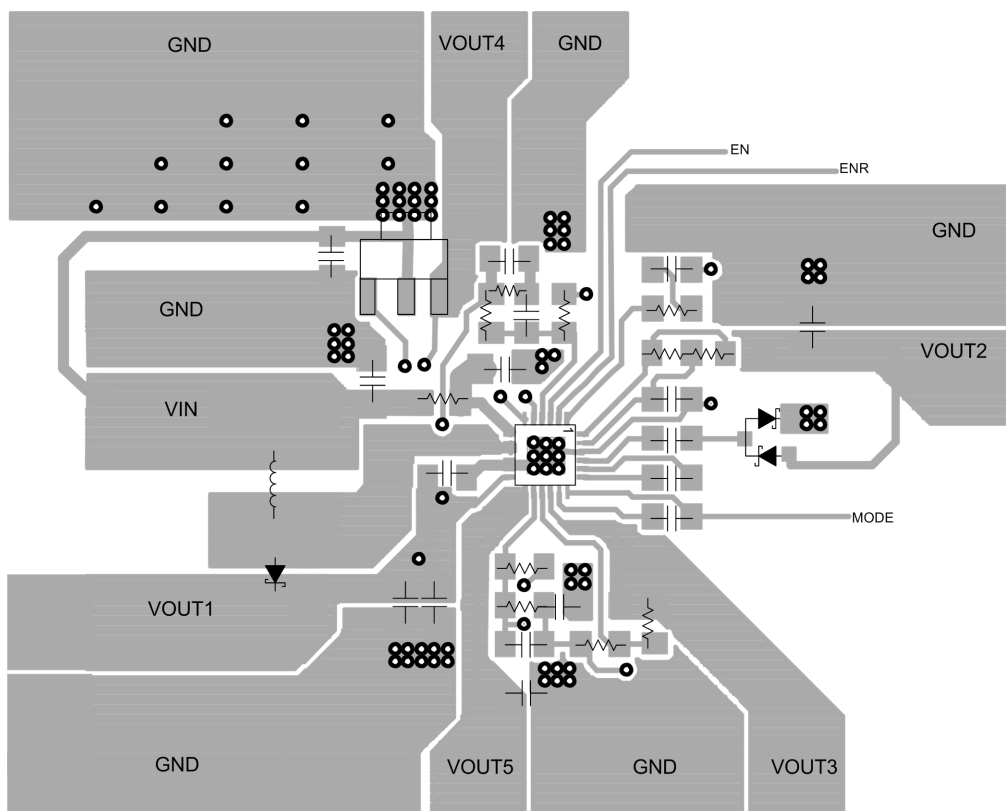 GND
VOUT4
GND
EN
ENR
GND
GND
VOUT2
VIN
1
MODE
VOUT1
GND
VOUT5
GND
VOUT3